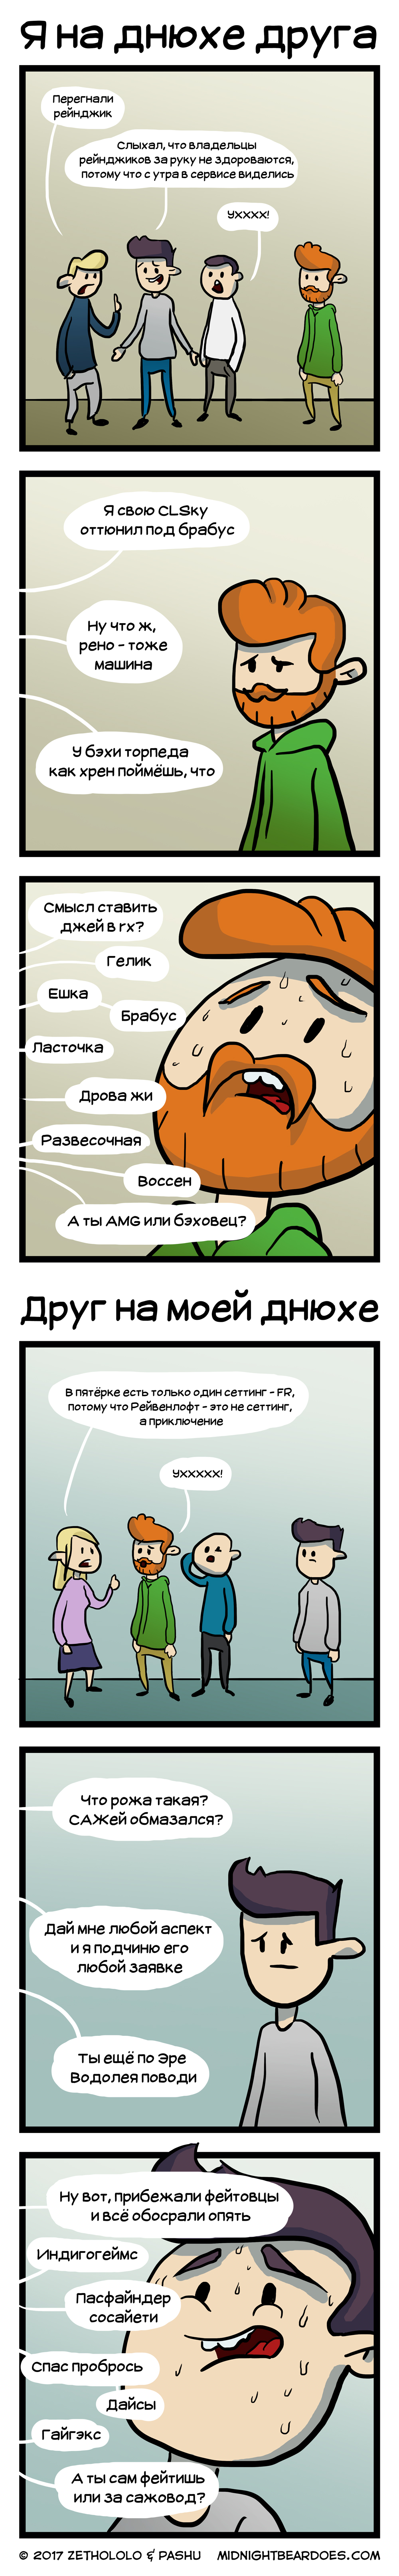 Я на днюхе друга
Перегнали
рейнджик
Слыхал, что владельцы
рейнджиков за руку не здороваются,
потому что с утра в сервисе виделись
УХХХХ!
Я свою CLSку
оттюнил под брабус
Ну что ж,
рено - тоже
машина
У бэхи торпеда
как хрен поймёшь, что
Смысл ставить
джей в rx?
Гелик
Ешка
Брабус
Ласточка
Дрова жи
Развесочная
Воссен
А ты AMG или бэховец?
Друг на моей днюхе
В пятёрке есть только один сеттинг - FR,
потому что Рейвенлофт - это не сеттинг,
а приключение
УХХХХХ!
Что рожа такая?
САЖей обмазался?
Дай мне любой аспект
и я подчиню его
любой заявке
Ты ещё по Эре
Водолея поводи
Ну вот, прибежали фейтовцы
и всё обосрали опять
Индигогеймс
Пасфайндер
сосайети
Спас пробрось
Дайсы
Гайгэкс
А ты сам фейтишь
или за сажовод?
© 2017 ZETHOLOLO & PASHU MIDNIGHTBEARDOES.COM